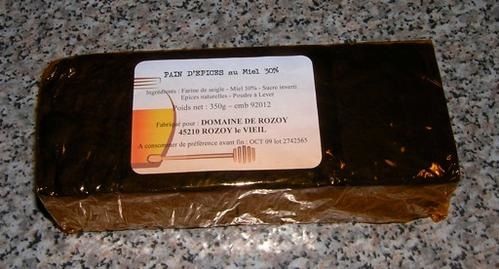 PAIN D'EPICES au Miel 30%
Ingrédients : Farine de seigle - Miel 30% - Sucre inverti
Epices naturelles - Poudre à Lever
Poids net : 350g – emb 92012
Fabriqué pour : DOMAINE DE ROZOY
45210 ROZOY le VIEIL
A consommer de préférence avant fin : OCT 09 lot 2742565